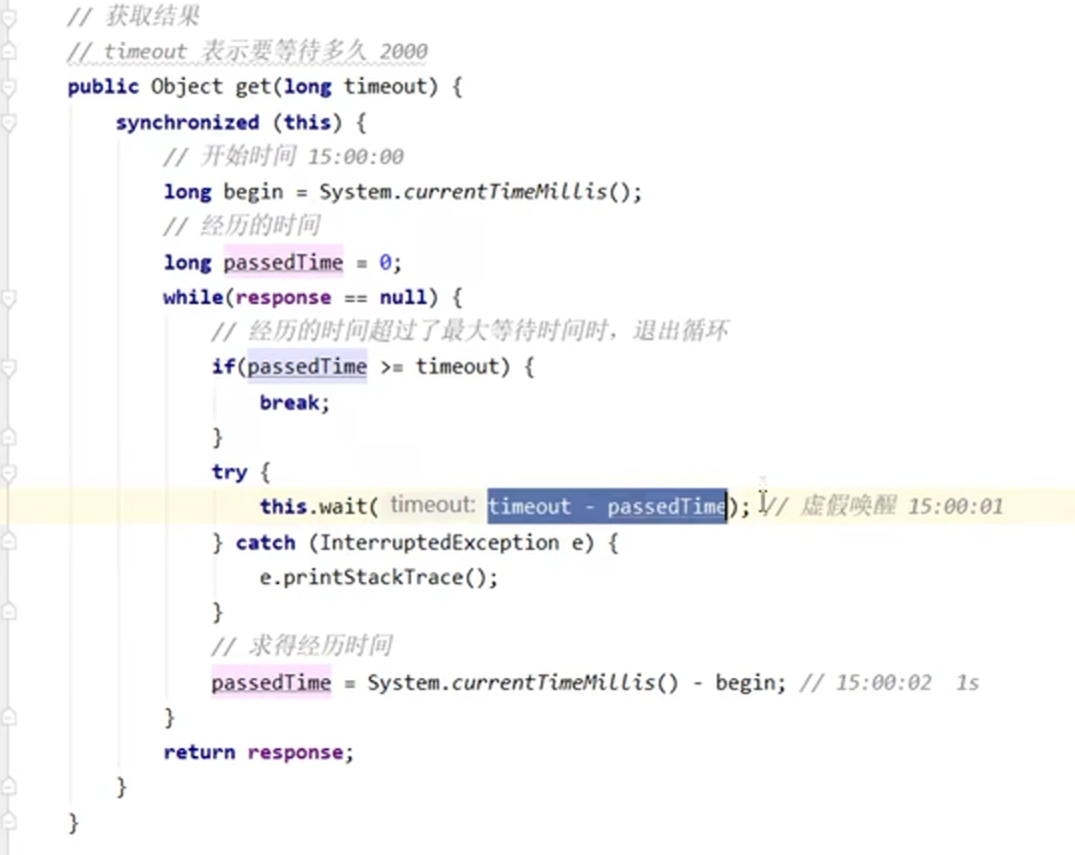 // 获取结果
// timeout 表示要等待多久 2000
public Object get(long timeout) {
synchronized (this) {
// 开始时间 15:00:00
long begin = System.currentTimeMillis();
// 经历的时间
long passedTime = 0;
while(response == null) {
// 经历的时间超过了最大等待时间时，退出循环
if(passedTime >= timeout) {
break;
}
try {
this.wait( timeout: timeout - passedTime); // 虚假唤醒 15:00:01
} catch (InterruptedException e) {
e.printStackTrace();
}
// 求得经历时间
passedTime = System.currentTimeMillis() - begin; // 15:00:02 1s
}
return response;
}
}